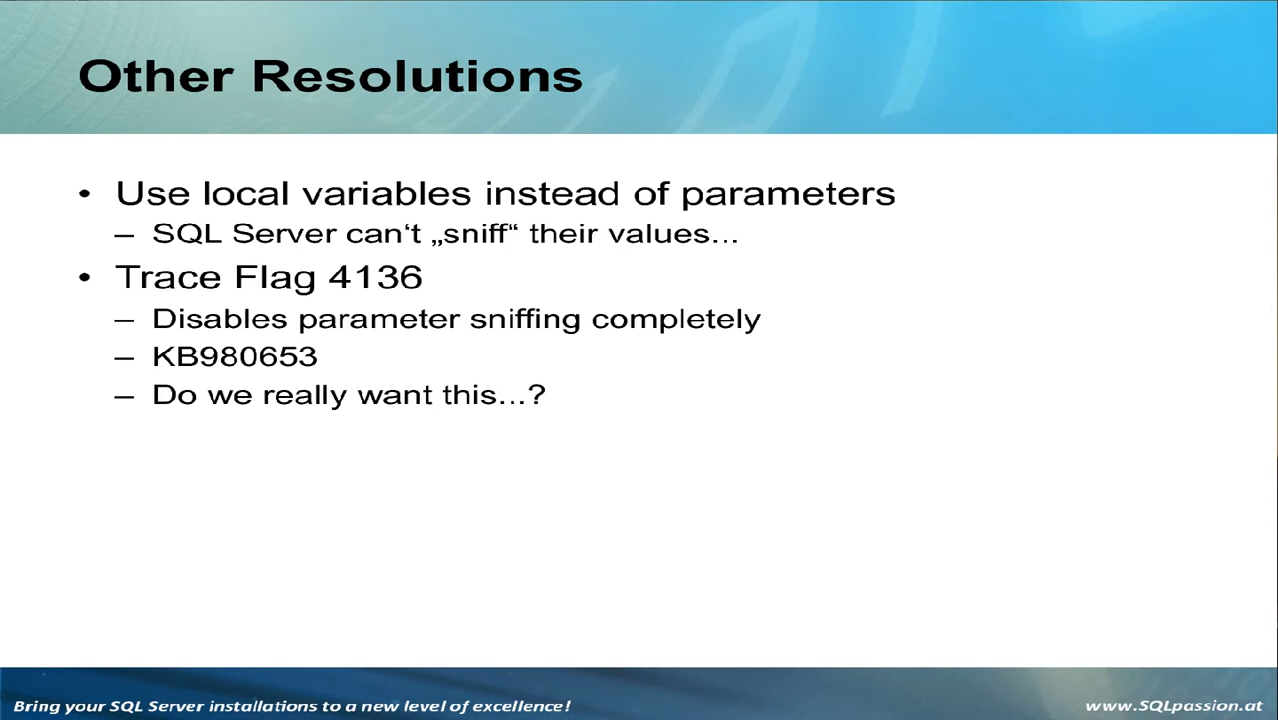 Other Resolutions
• Use local variables instead of parameters
– SQL Server can‘t „sniff“ their values...
• Trace Flag 4136
– Disables parameter sniffing completely
– KB980653
– Do we really want this...?
Bring your SQL Server installations to a new level of excellence!
www.SQLpassion.at